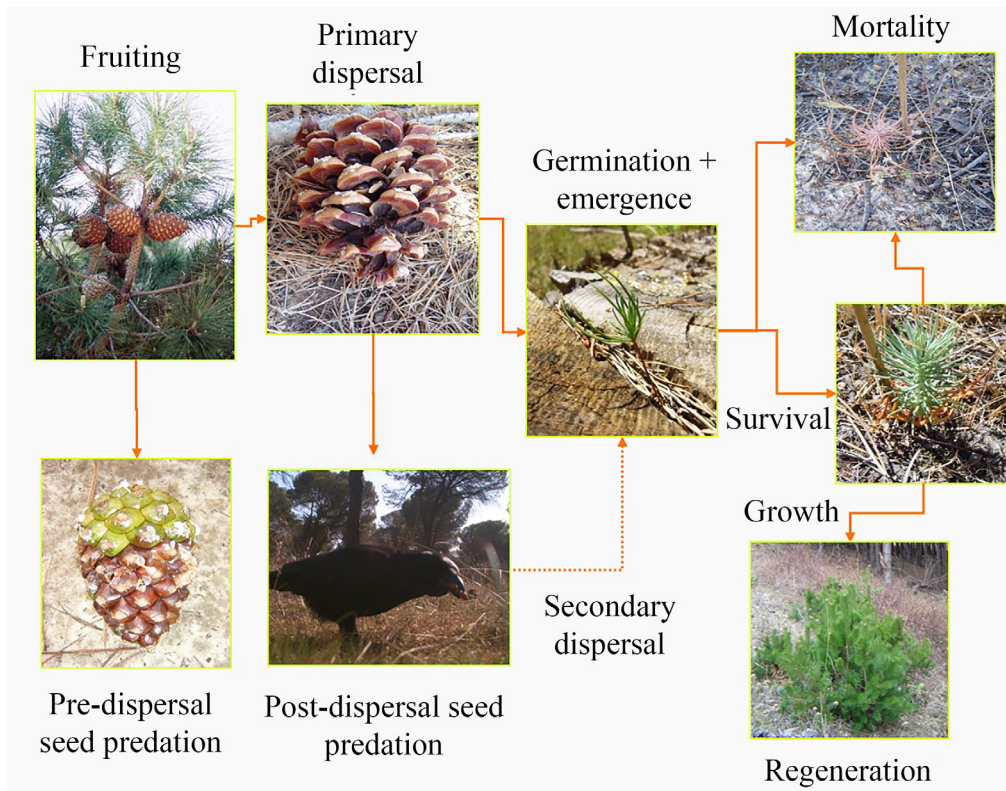 Fruiting
Primary
dispersal
Germination +
emergence
Mortality
Survival
Growth
Secondary
dispersal
Pre-dispersal
seed predation
Post-dispersal seed
predation
Regeneration